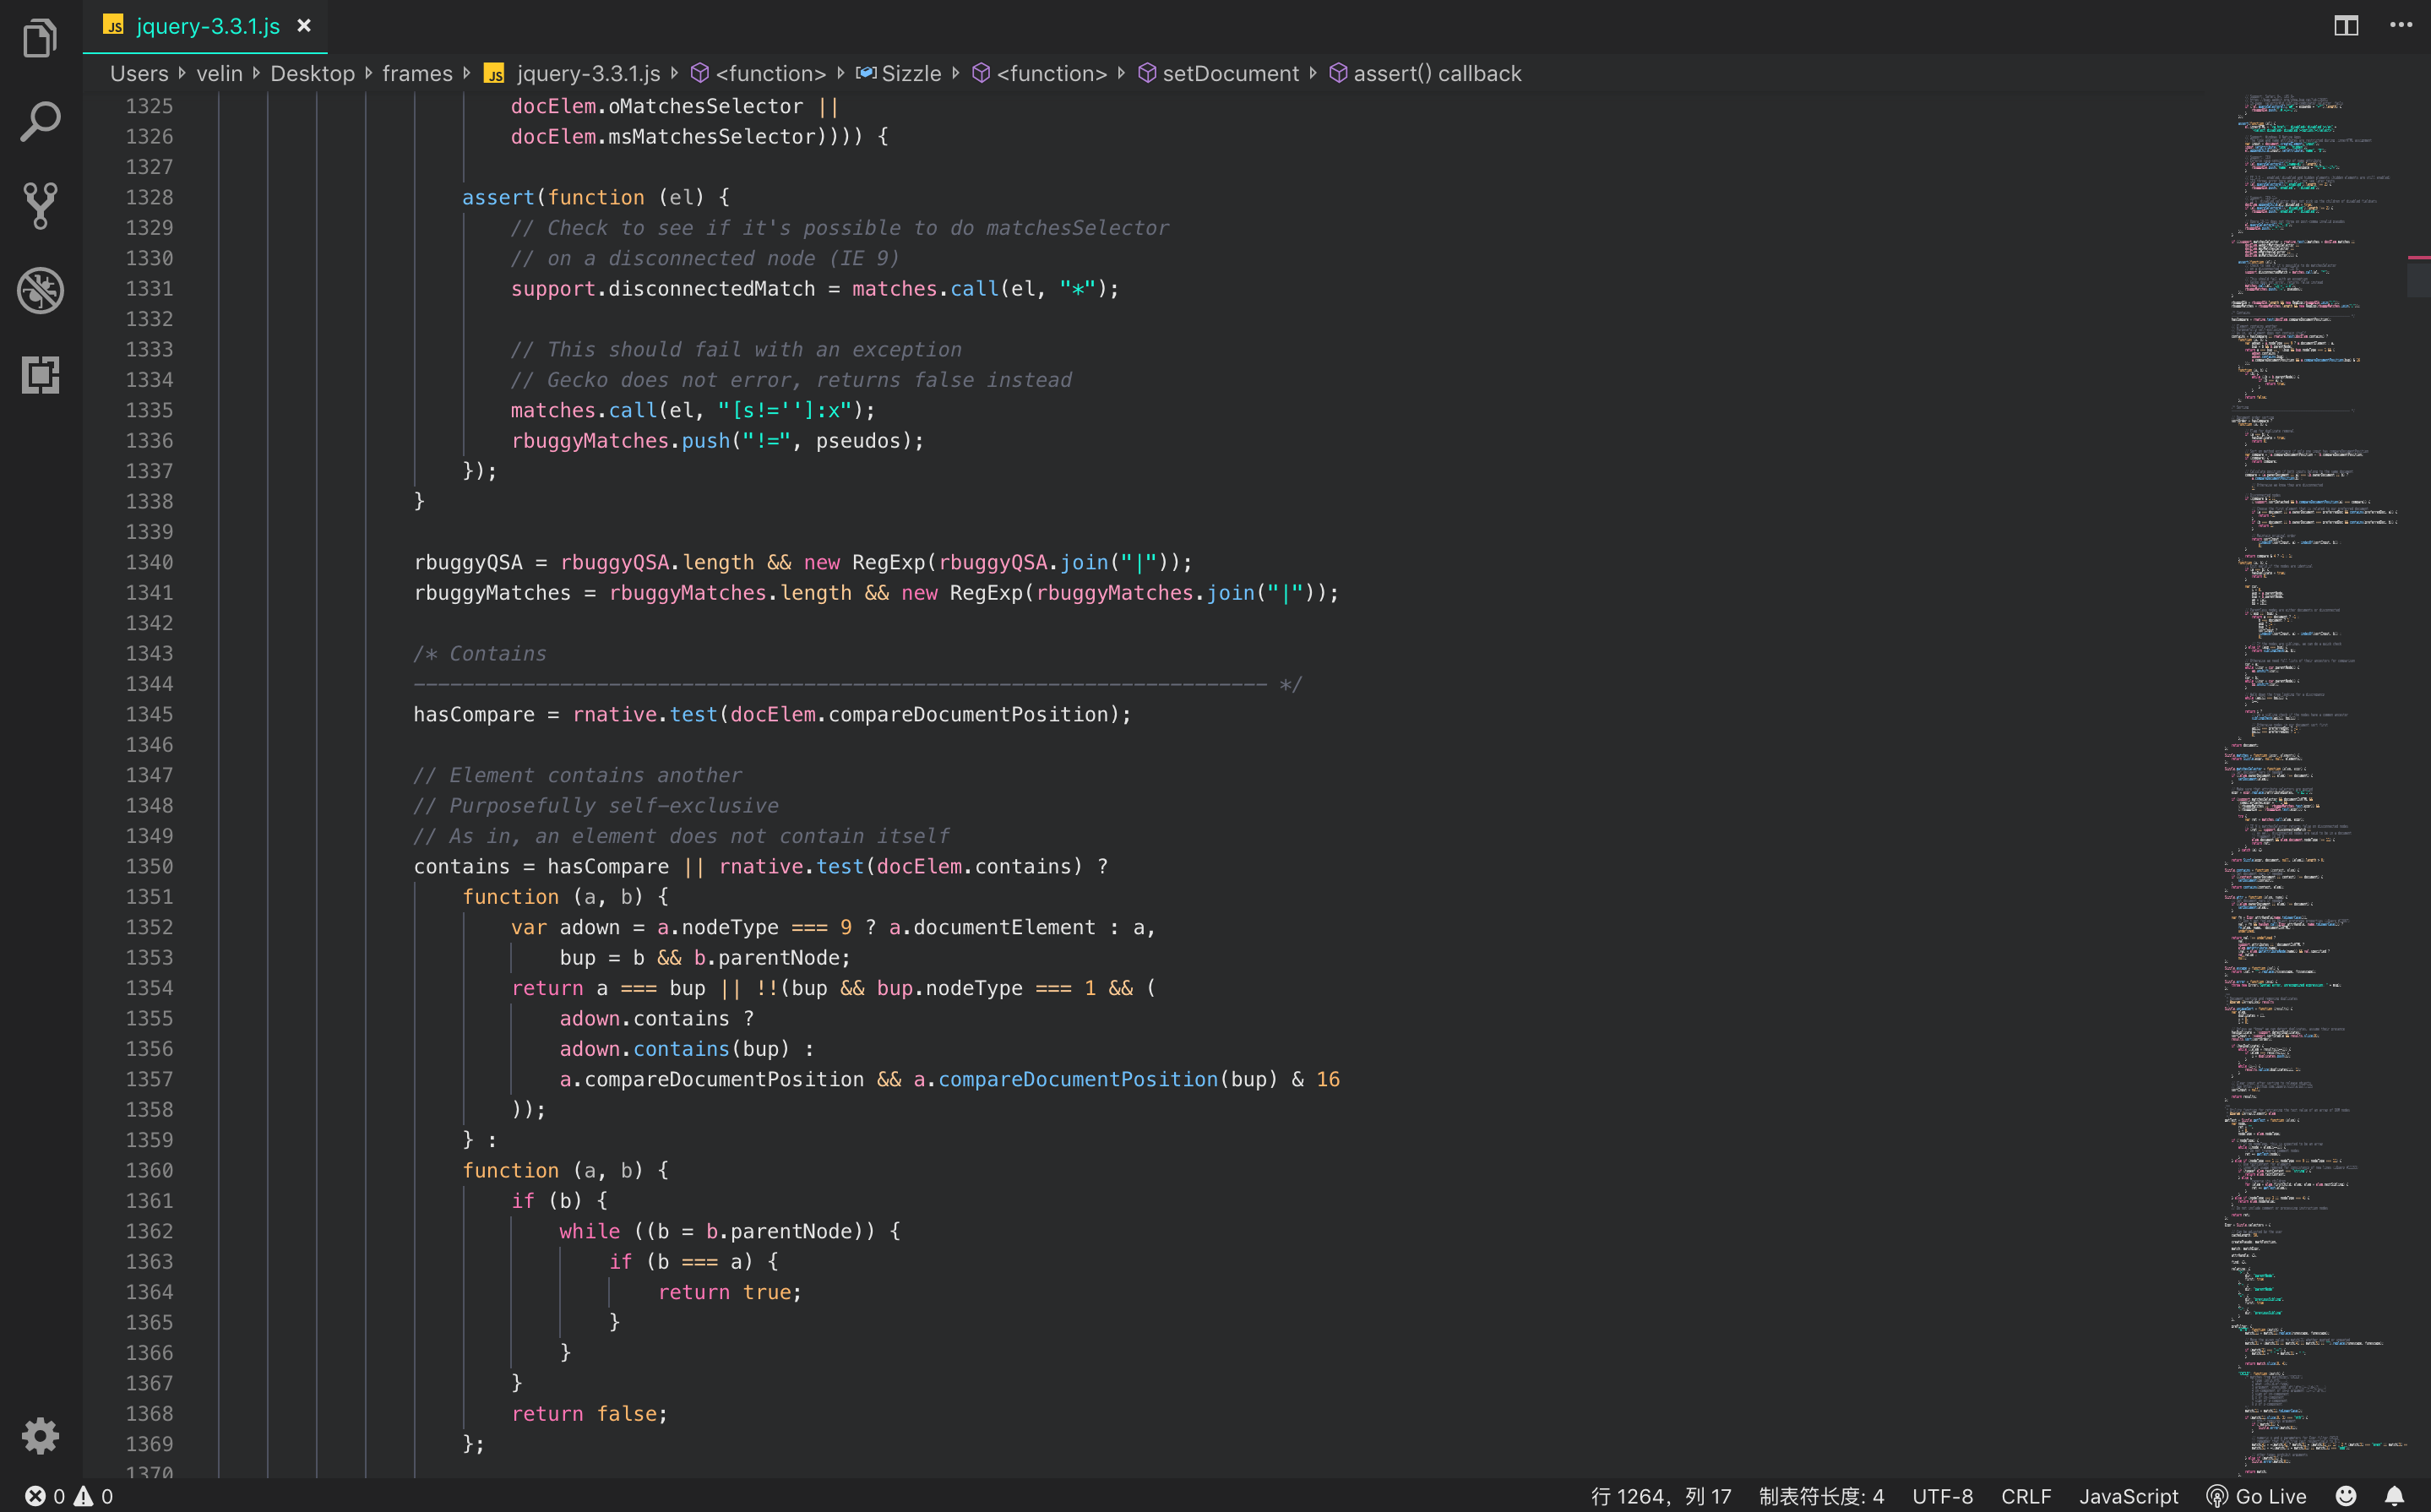 JS jquery-3.3.1.js
Users velin Desktop frames JS jquery-3.3.1.js <function> Sizzle <function> setDocument assert() callback
1325 docElem.oMatchesSelector ||
1326 docElem.msMatchesSelector)))) {
1327
1328 assert(function (el) {
1329 // Check to see if it's possible to do matchesSelector
1330 // on a disconnected node (IE 9)
1331 support.disconnectedMatch = matches.call(el, "*");
1332
1333 // This should fail with an exception
1334 // Gecko does not error, returns false instead
1335 matches.call(el, "[s!='']:x");
1336 rbuggyMatches.push("!=", pseudos);
1337 });
1338 }
1339
1340 rbuggyQSA = rbuggyQSA.length && new RegExp(rbuggyQSA.join("|"));
1341 rbuggyMatches = rbuggyMatches.length && new RegExp(rbuggyMatches.join("|"));
1342
1343 /* Contains
1344 ---------------------------------------------------------------------- */
1345 hasCompare = rnative.test(docElem.compareDocumentPosition);
1346
1347 // Element contains another
1348 // Purposefully self-exclusive
1349 // As in, an element does not contain itself
1350 contains = hasCompare || rnative.test(docElem.contains) ?
1351 function (a, b) {
1352 var adown = a.nodeType === 9 ? a.documentElement : a,
1353 bup = b && b.parentNode;
1354 return a === bup || !!(bup && bup.nodeType === 1 && (
1355 adown.contains ?
1356 adown.contains(bup) :
1357 a.compareDocumentPosition && a.compareDocumentPosition(bup) & 16
1358 ));
1359 } :
1360 function (a, b) {
1361 if (b) {
1362 while ((b = b.parentNode)) {
1363 if (b === a) {
1364 return true;
1365 }
1366 }
1367 }
1368 return false;
1369 };
1370
0 0 行 1264，列 17 制表符长度: 4 UTF-8 CRLF JavaScript Go Live